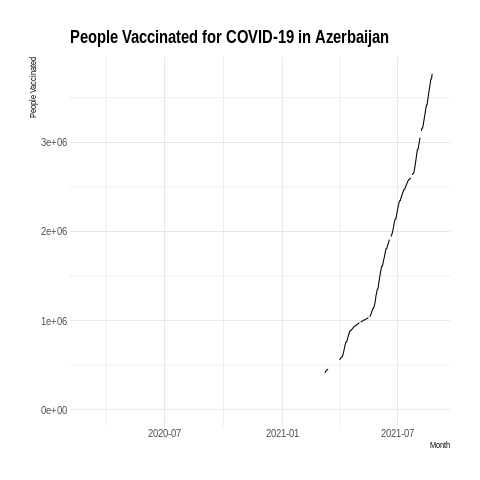 People Vaccinated for COVID-19 in Azerbaijan
People Vaccinated
3e+06
2e+06
1e+06
0e+00
2020-07
2021-01
2021-07
Month